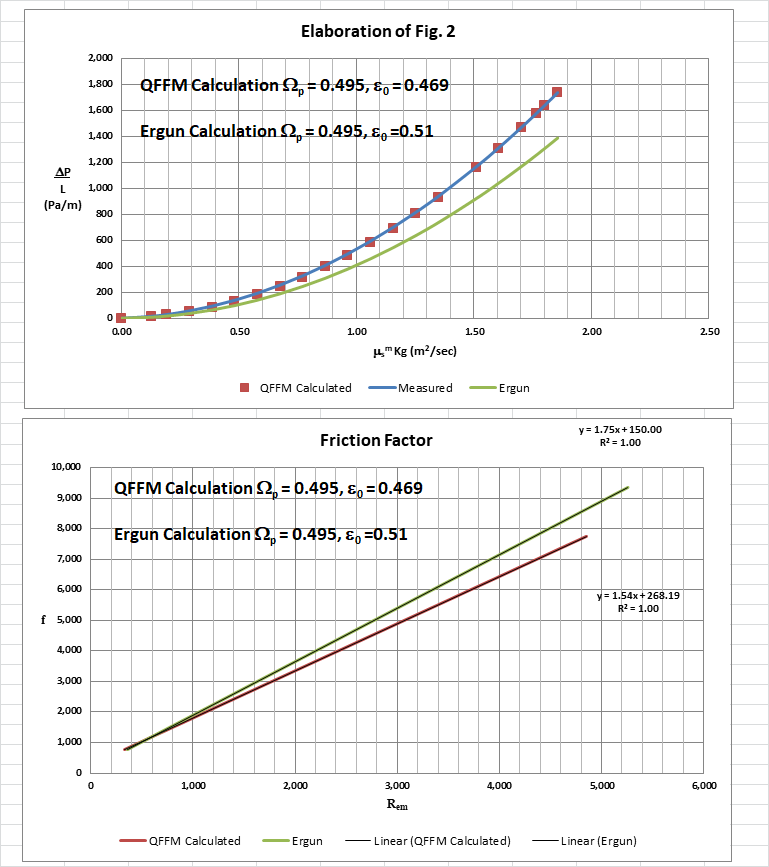 Elaboration of Fig. 2
QFFM Calculation Ωp = 0.495, ε0 = 0.469
Ergun Calculation Ωp = 0.495, ε0 =0.51
2,000
1,800
1,600
1,400
1,200
1,000
800
600
400
200
0
ΔP
L
(Pa/m)
0.00 0.50 1.00 1.50 2.00 2.50
μsᵐ Kg (m²/sec)
QFFM Calculated Measured Ergun
Friction Factor
y = 1.75x + 150.00
R² = 1.00
QFFM Calculation Ωp = 0.495, ε0 = 0.469
Ergun Calculation Ωp = 0.495, ε0 =0.51
10,000
9,000
8,000
7,000
6,000
5,000
4,000
3,000
2,000
1,000
0
f
y = 1.54x + 268.19
R² = 1.00
0 1,000 2,000 3,000 4,000 5,000 6,000
Rem
QFFM Calculated Ergun Linear (QFFM Calculated) Linear (Ergun)